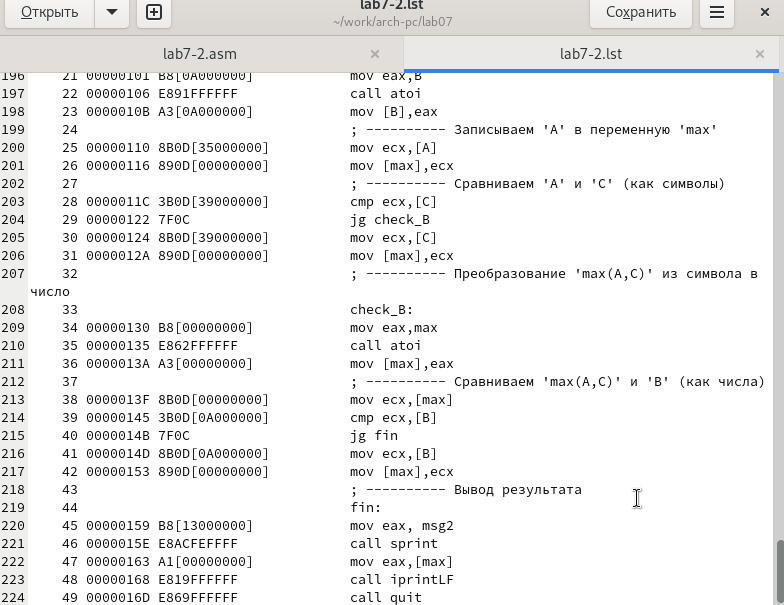 lab7-2.lst
Открыть
~/work/arch-pc/lab07
Сохранить
lab7-2.asm
lab7-2.lst
196 21 00000101 B8[0A000000] mov eax,B
197 22 00000106 E891FFFFFF call atoi
198 23 0000010B A3[0A000000] mov [B],eax
199 24 ; ---------- Записываем 'A' в переменную 'max'
200 25 00000110 8B0D[35000000] mov ecx,[A]
201 26 00000116 890D[00000000] mov [max],ecx
202 27 ; ---------- Сравниваем 'A' и 'C' (как символы)
203 28 0000011C 3B0D[39000000] cmp ecx,[C]
204 29 00000122 7F0C jg check_B
205 30 00000124 8B0D[39000000] mov ecx,[C]
206 31 0000012A 890D[00000000] mov [max],ecx
207 32 ; ---------- Преобразование 'max(A,C)' из символа в
число
208 33 check_B:
209 34 00000130 B8[00000000] mov eax,max
210 35 00000135 E862FFFFFF call atoi
211 36 0000013A A3[00000000] mov [max],eax
212 37 ; ---------- Сравниваем 'max(A,C)' и 'B' (как числа)
213 38 0000013F 8B0D[00000000] mov ecx,[max]
214 39 00000145 3B0D[0A000000] cmp ecx,[B]
215 40 0000014B 7F0C jg fin
216 41 0000014D 8B0D[0A000000] mov ecx,[B]
217 42 00000153 890D[00000000] mov [max],ecx
218 43 ; ---------- Вывод результата
219 44 fin:
220 45 00000159 B8[13000000] mov eax, msg2
221 46 0000015E E8ACFEFFFF call sprint
222 47 00000163 A1[00000000] mov eax,[max]
223 48 00000168 E819FFFFFF call iprintLF
224 49 0000016D E869FFFFFF call quit